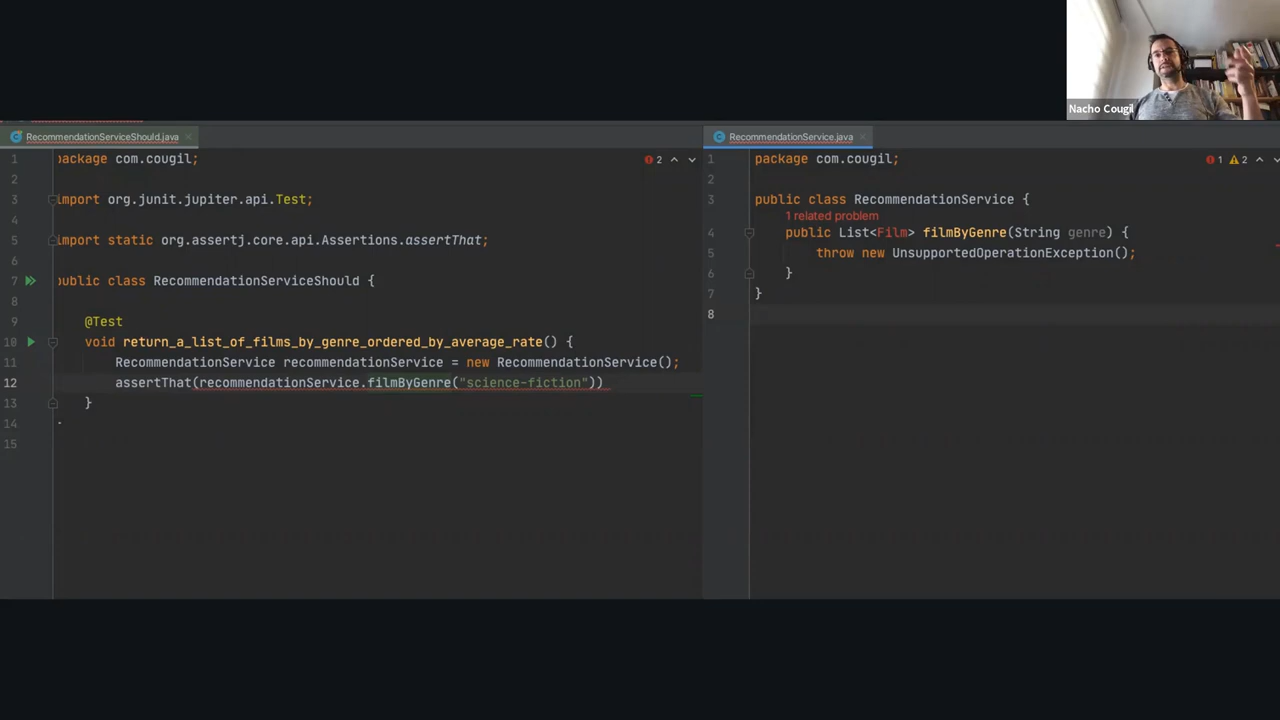 Nacho Cougil
RecommendationServiceShould.java
1 package com.cougil;
2
3 import org.junit.jupiter.api.Test;
4
5 import static org.assertj.core.api.Assertions.assertThat;
6
7 public class RecommendationServiceShould {
8
9 @Test
10 void return_a_list_of_films_by_genre_ordered_by_average_rate() {
11 RecommendationService recommendationService = new RecommendationService();
12 assertThat(recommendationService.filmByGenre("science-fiction"))
13 }
14
15
2
RecommendationService.java
1 package com.cougil;
2
3 public class RecommendationService {
1 related problem
4 public List<Film> filmByGenre(String genre) {
5 throw new UnsupportedOperationException();
6 }
7 }
8
1 2